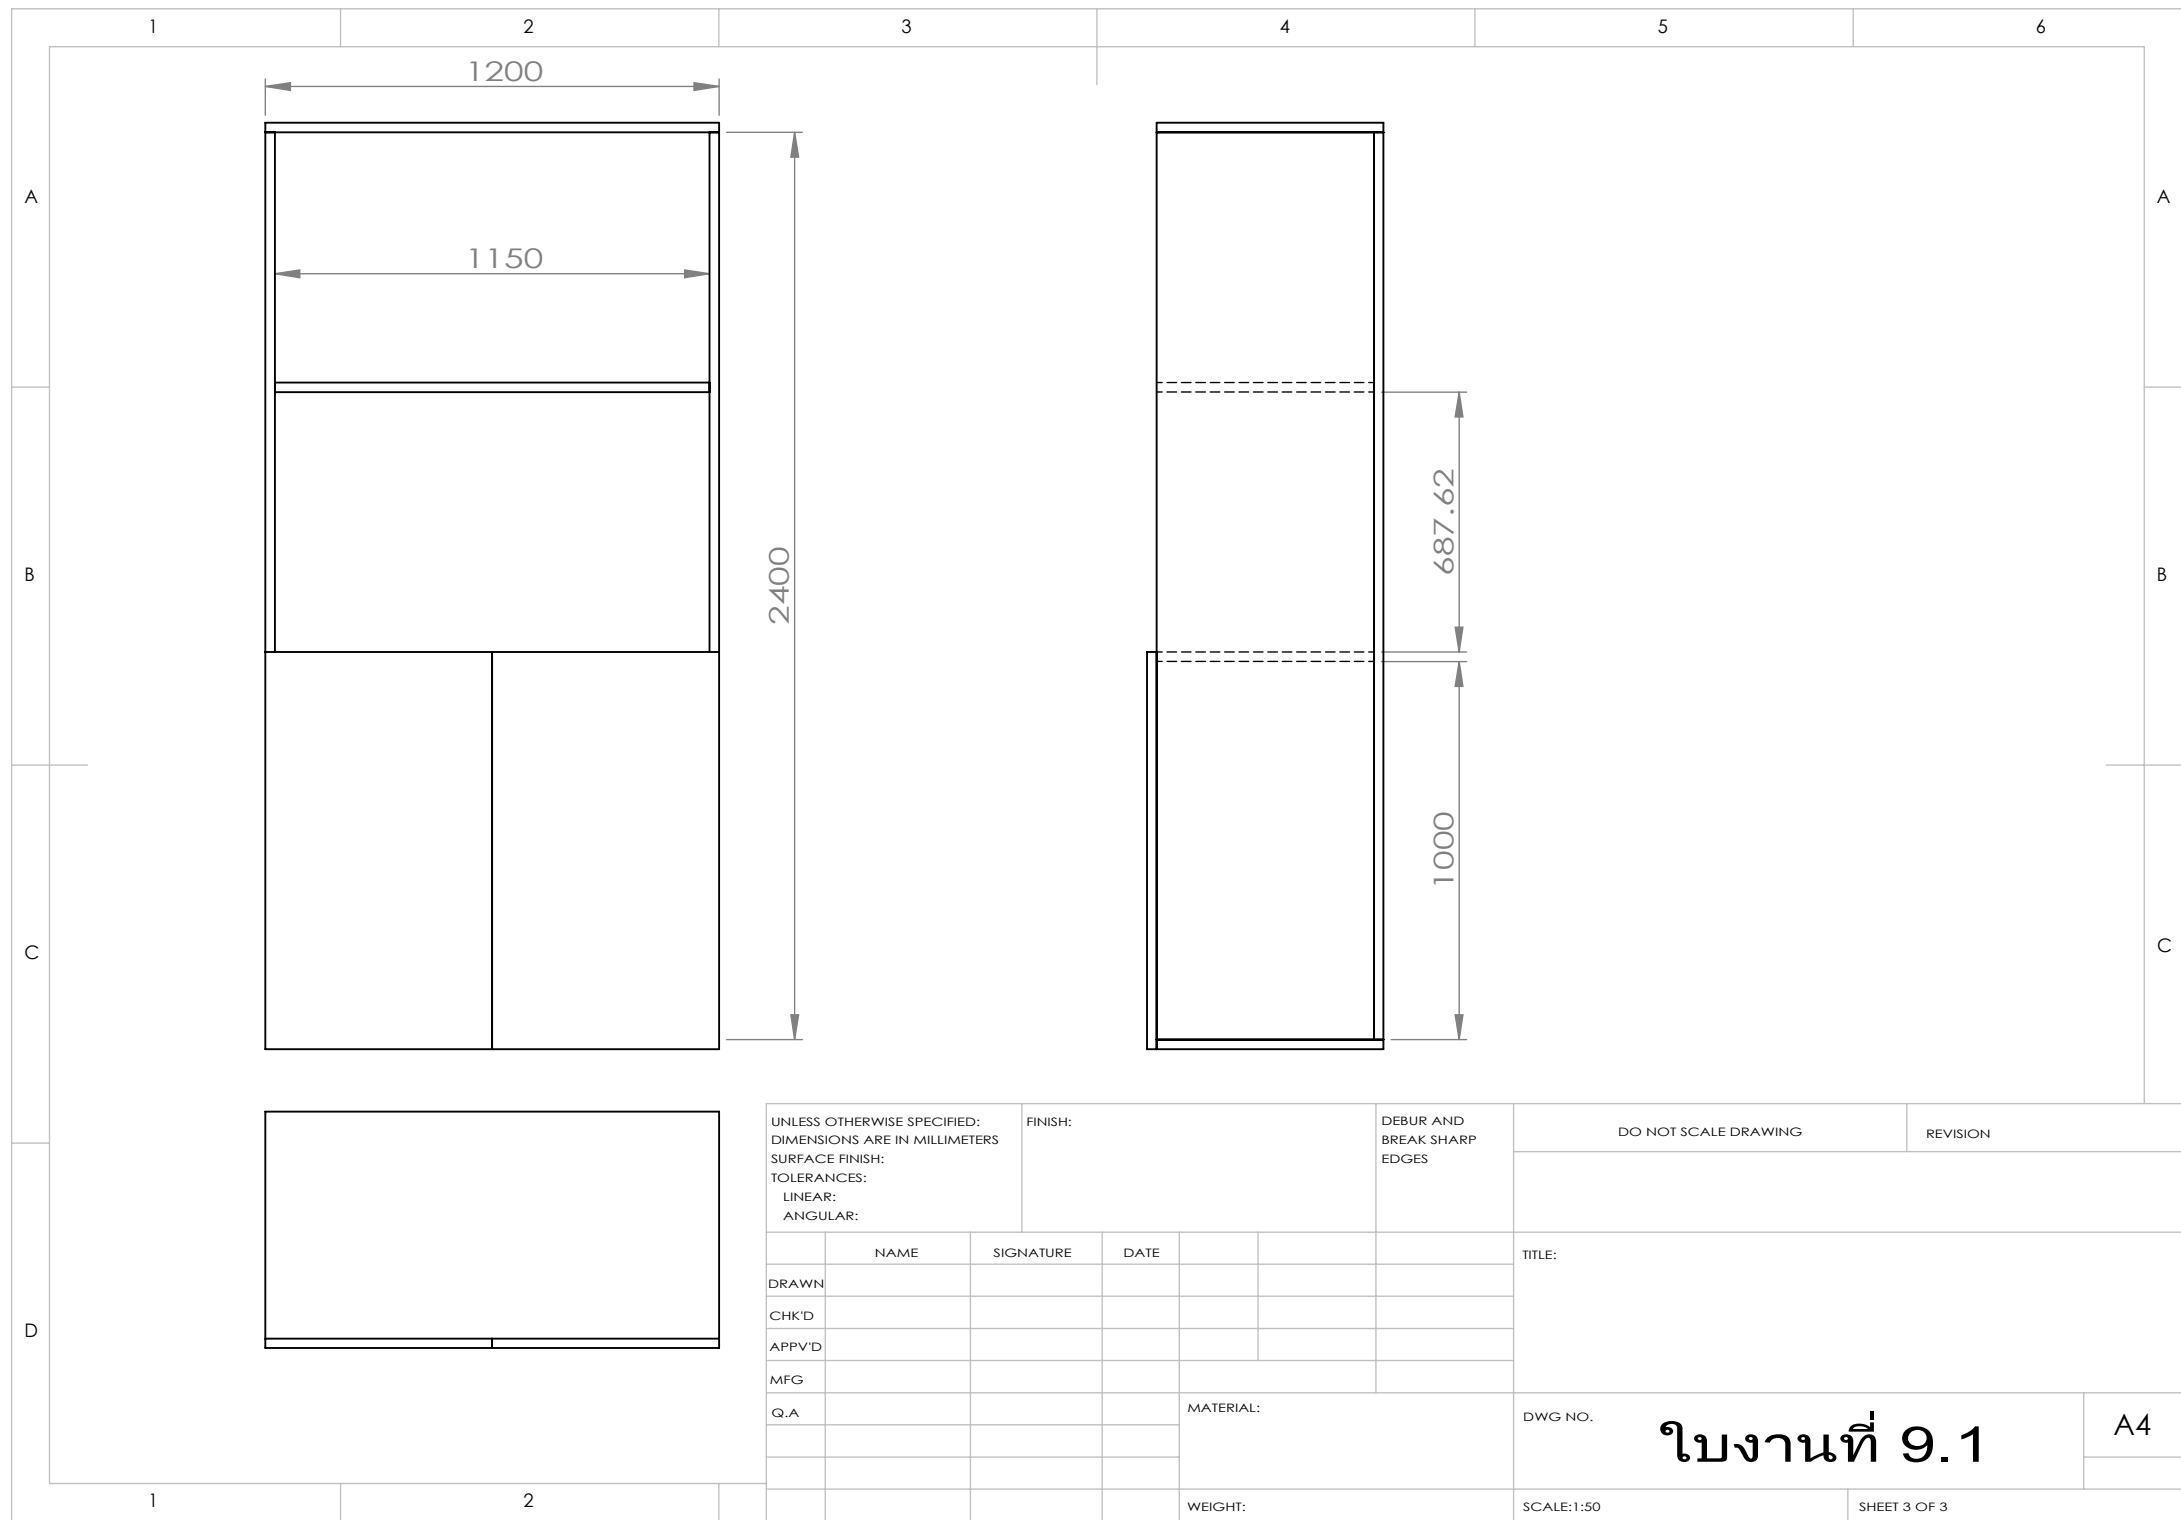 1 2 3 4 5 6
A A
B B
C C
D
1200
1150
2400
687.62
1000
UNLESS OTHERWISE SPECIFIED:
DIMENSIONS ARE IN MILLIMETERS
SURFACE FINISH:
TOLERANCES:
LINEAR:
ANGULAR:
FINISH:
DEBUR AND
BREAK SHARP
EDGES
DO NOT SCALE DRAWING
REVISION
NAME SIGNATURE DATE
DRAWN
CHK'D
APPV'D
MFG
Q.A
TITLE:
MATERIAL:
DWG NO.
ใบงานที่ 9.1
A4
WEIGHT:
SCALE:1:50
SHEET 3 OF 3
1 2